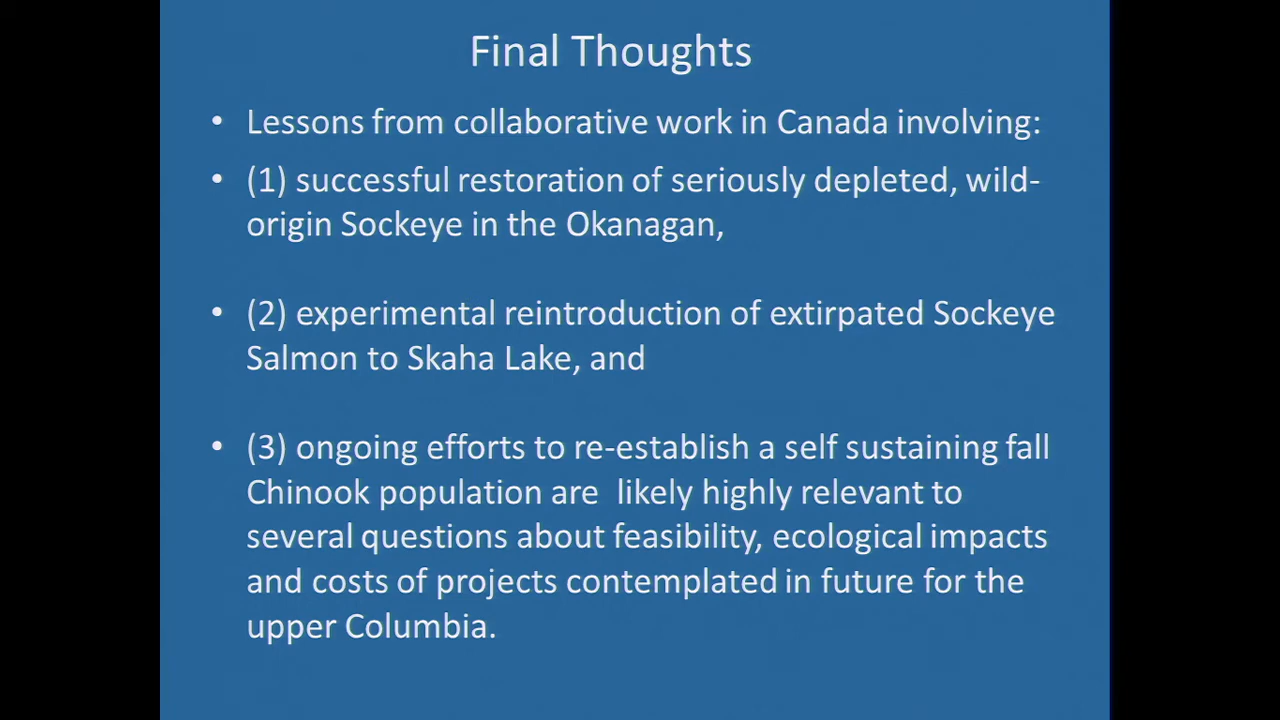 Final Thoughts
• Lessons from collaborative work in Canada involving:
• (1) successful restoration of seriously depleted, wild-
origin Sockeye in the Okanagan,
• (2) experimental reintroduction of extirpated Sockeye
Salmon to Skaha Lake, and
• (3) ongoing efforts to re-establish a self sustaining fall
Chinook population are likely highly relevant to
several questions about feasibility, ecological impacts
and costs of projects contemplated in future for the
upper Columbia.